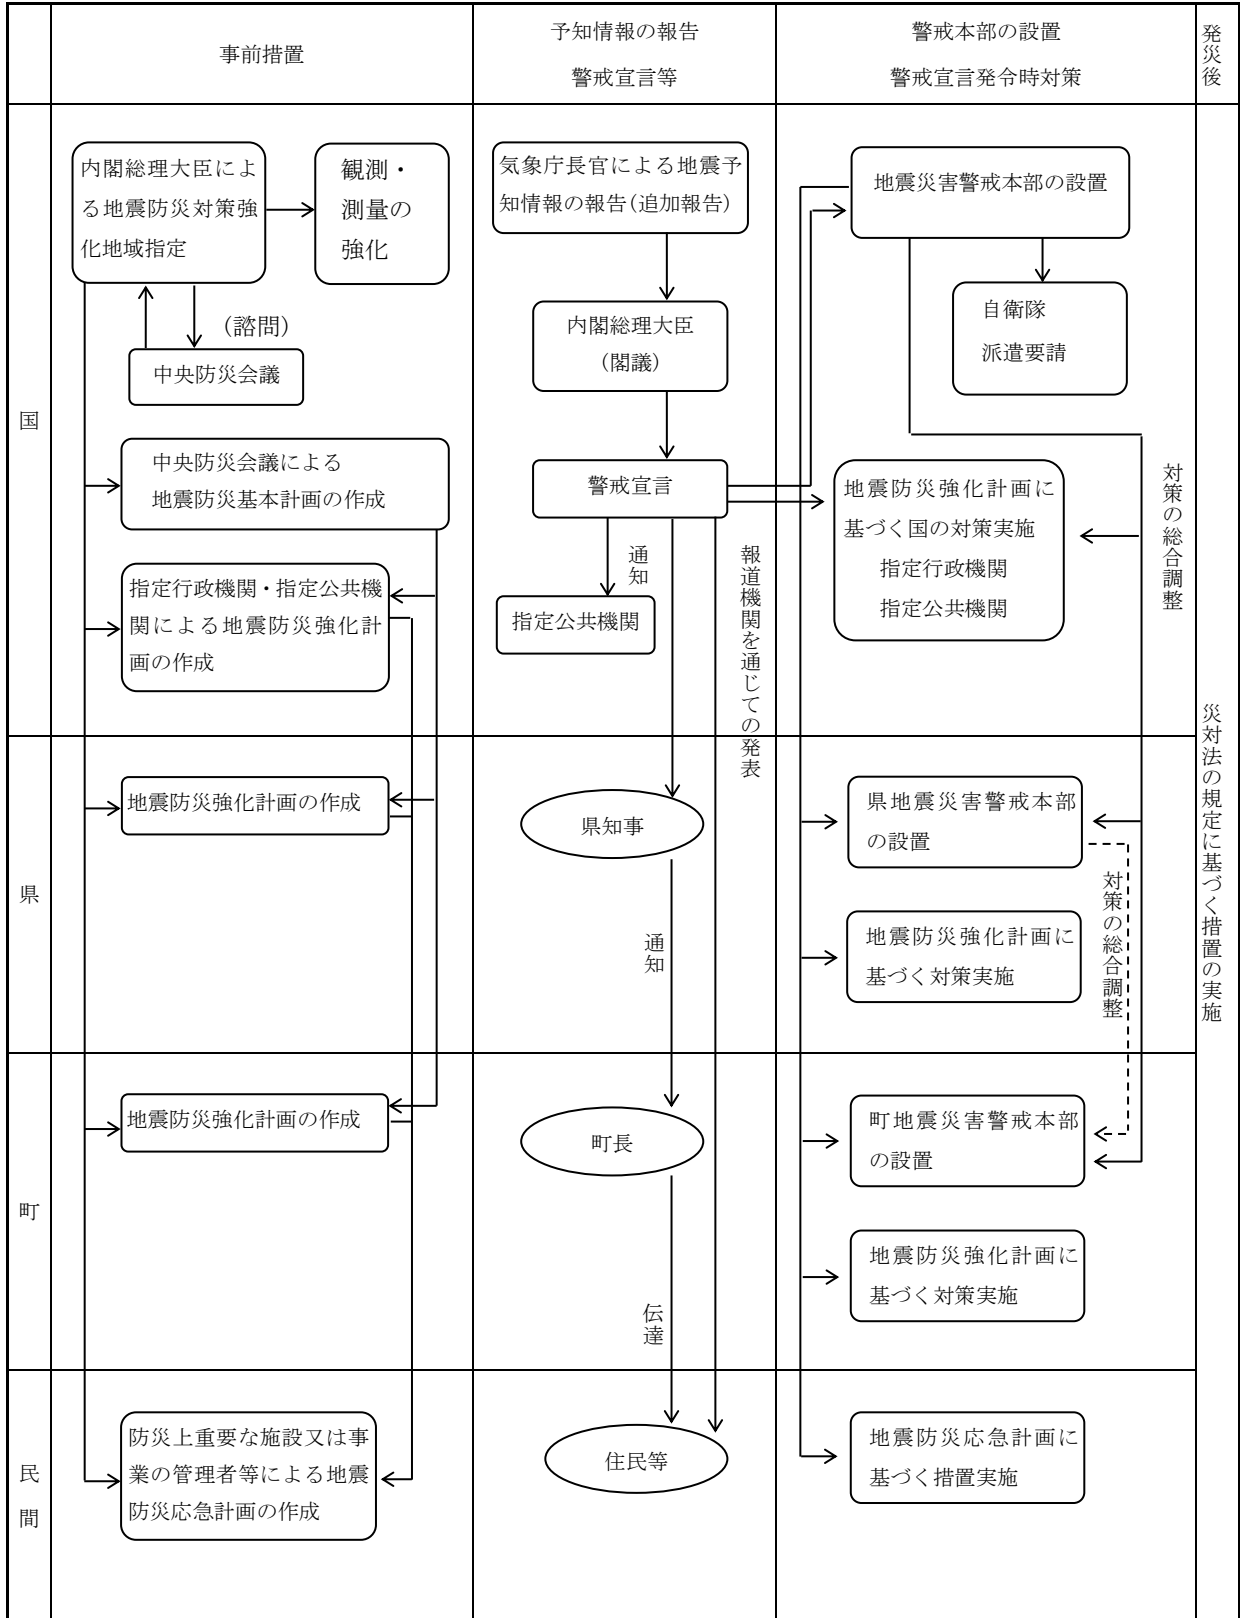 事前措置
予知情報の報告
警戒宣言等
警戒本部の設置
警戒宣言発令時対策
発災後
国
内閣総理大臣によ
る地震防災対策強
化地域指定
観測・
測量の
強化
（諮問）
中央防災会議
中央防災会議による
地震防災基本計画の作成
指定行政機関・指定公共機
関による地震防災強化計
画の作成
気象庁長官による地震予
知情報の報告（追加報告）
内閣総理大臣
（閣議）
警戒宣言
通知
指定公共機関
報道機関を通じての発表
地震災害警戒本部の設置
自衛隊
派遣要請
地震防災強化計画に
基づく国の対策実施
指定行政機関
指定公共機関
対策の総合調整
災対法の規定に基づく措置の実施
県
地震防災強化計画の作成
県知事
通知
県地震災害警戒本部
の設置
地震防災強化計画に
基づく対策実施
対策の総合調整
町
地震防災強化計画の作成
町長
伝達
町地震災害警戒本部
の設置
地震防災強化計画に
基づく対策実施
民間
防災上重要な施設又は事
業の管理者等による地震
防災応急計画の作成
住民等
地震防災応急計画に
基づく措置実施